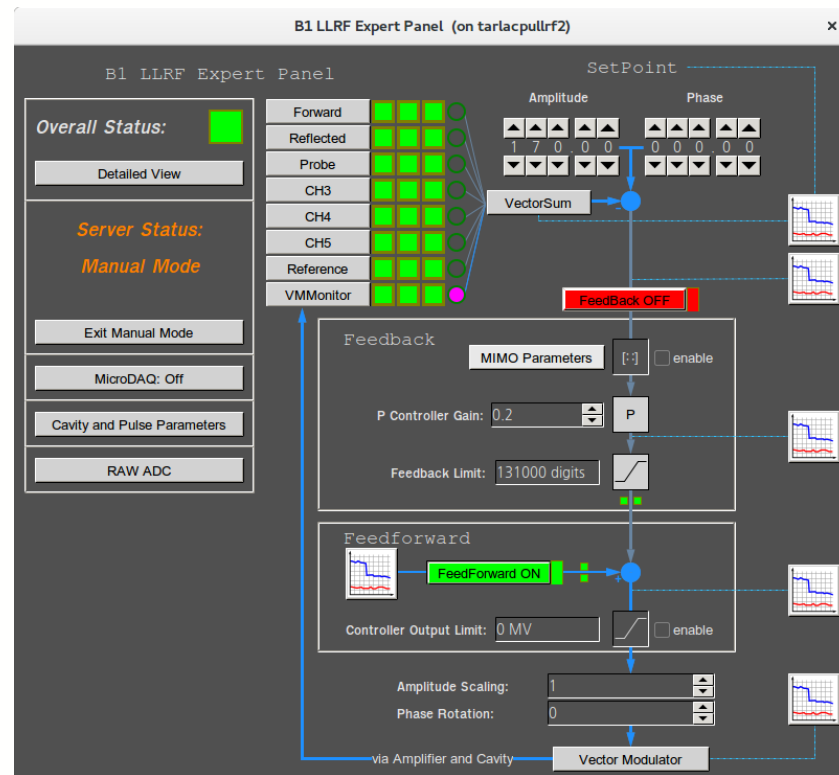 B1 LLRF Expert Panel (on tarlacpullrf2)
×
B1 LLRF Expert Panel
SetPoint
Amplitude
Phase
1 7 0 . 0 0
0 0 0 . 0 0
Overall Status:
Detailed View
Server Status:
Manual Mode
Exit Manual Mode
MicroDAQ: Off
Cavity and Pulse Parameters
RAW ADC
Forward
Reflected
Probe
CH3
CH4
CH5
Reference
VMMonitor
VectorSum
-
FeedBack OFF
Feedback
MIMO Parameters
[::]
enable
P Controller Gain:
0.2
P
Feedback Limit:
131000 digits
Feedforward
FeedForward ON
+
Controller Output Limit:
0 MV
enable
Amplitude Scaling:
1
Phase Rotation:
0
via Amplifier and Cavity
Vector Modulator